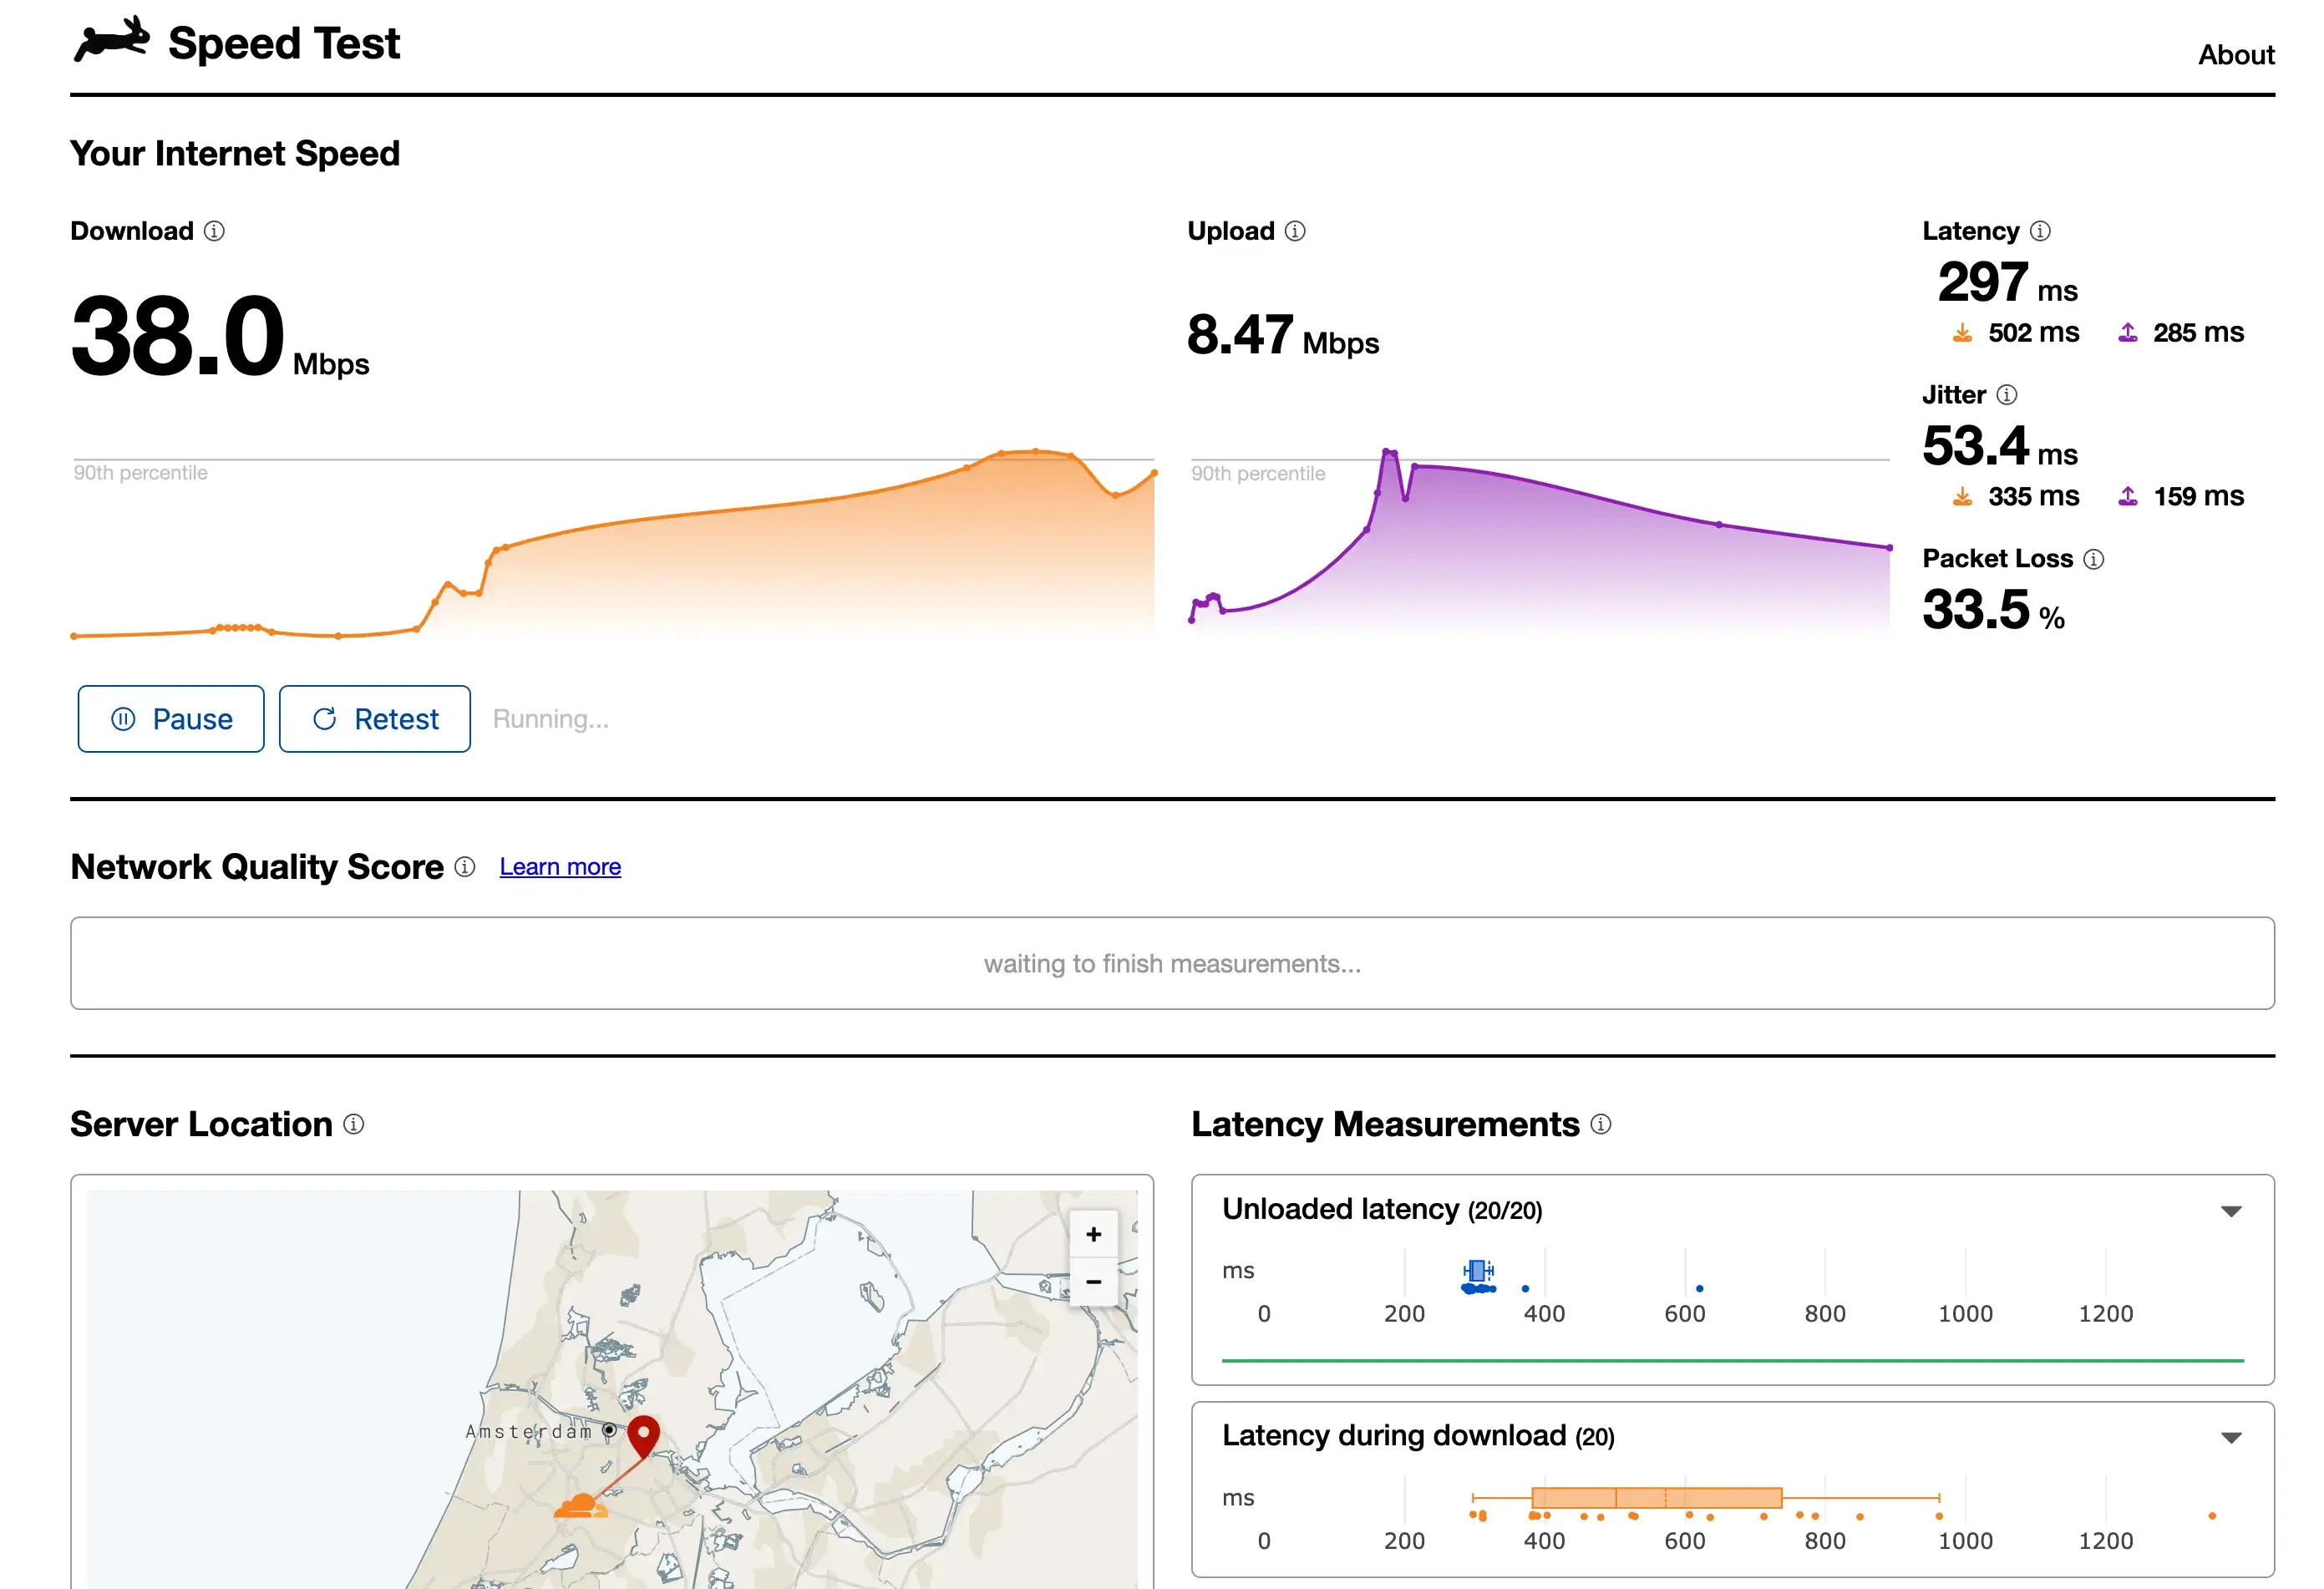 Speed Test
About
Your Internet Speed
Download
38.0 Mbps
90th percentile
Upload
8.47 Mbps
90th percentile
Latency
297 ms
502 ms 285 ms
Jitter
53.4 ms
335 ms 159 ms
Packet Loss
33.5 %
Pause Retest Running...
Network Quality Score Learn more
waiting to finish measurements...
Server Location
+
−
Amsterdam
Latency Measurements
Unloaded latency (20/20)
ms
0 200 400 600 800 1000 1200
Latency during download (20)
ms
0 200 400 600 800 1000 1200